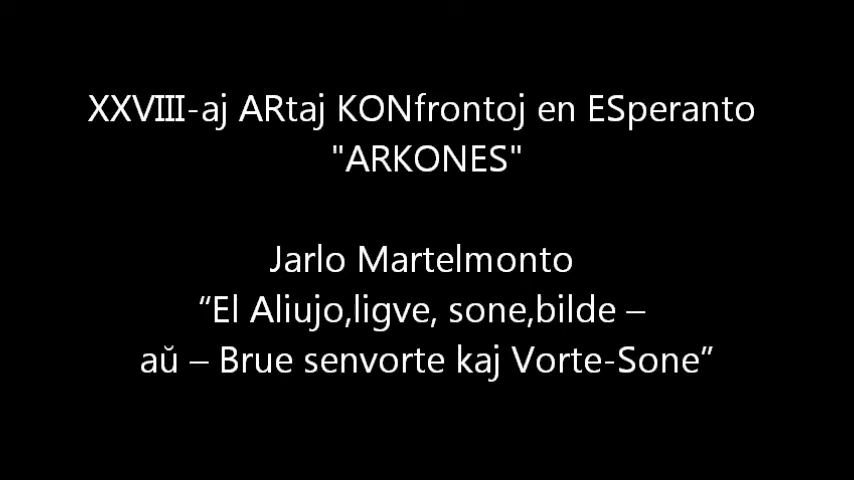 XXVIII-aj ARtaj KONfrontoj en ESperanto
"ARKONES"
Jarlo Martelmonto
“El Aliujo,ligve, sone,bilde –
aŭ – Brue senvorte kaj Vorte-Sone”